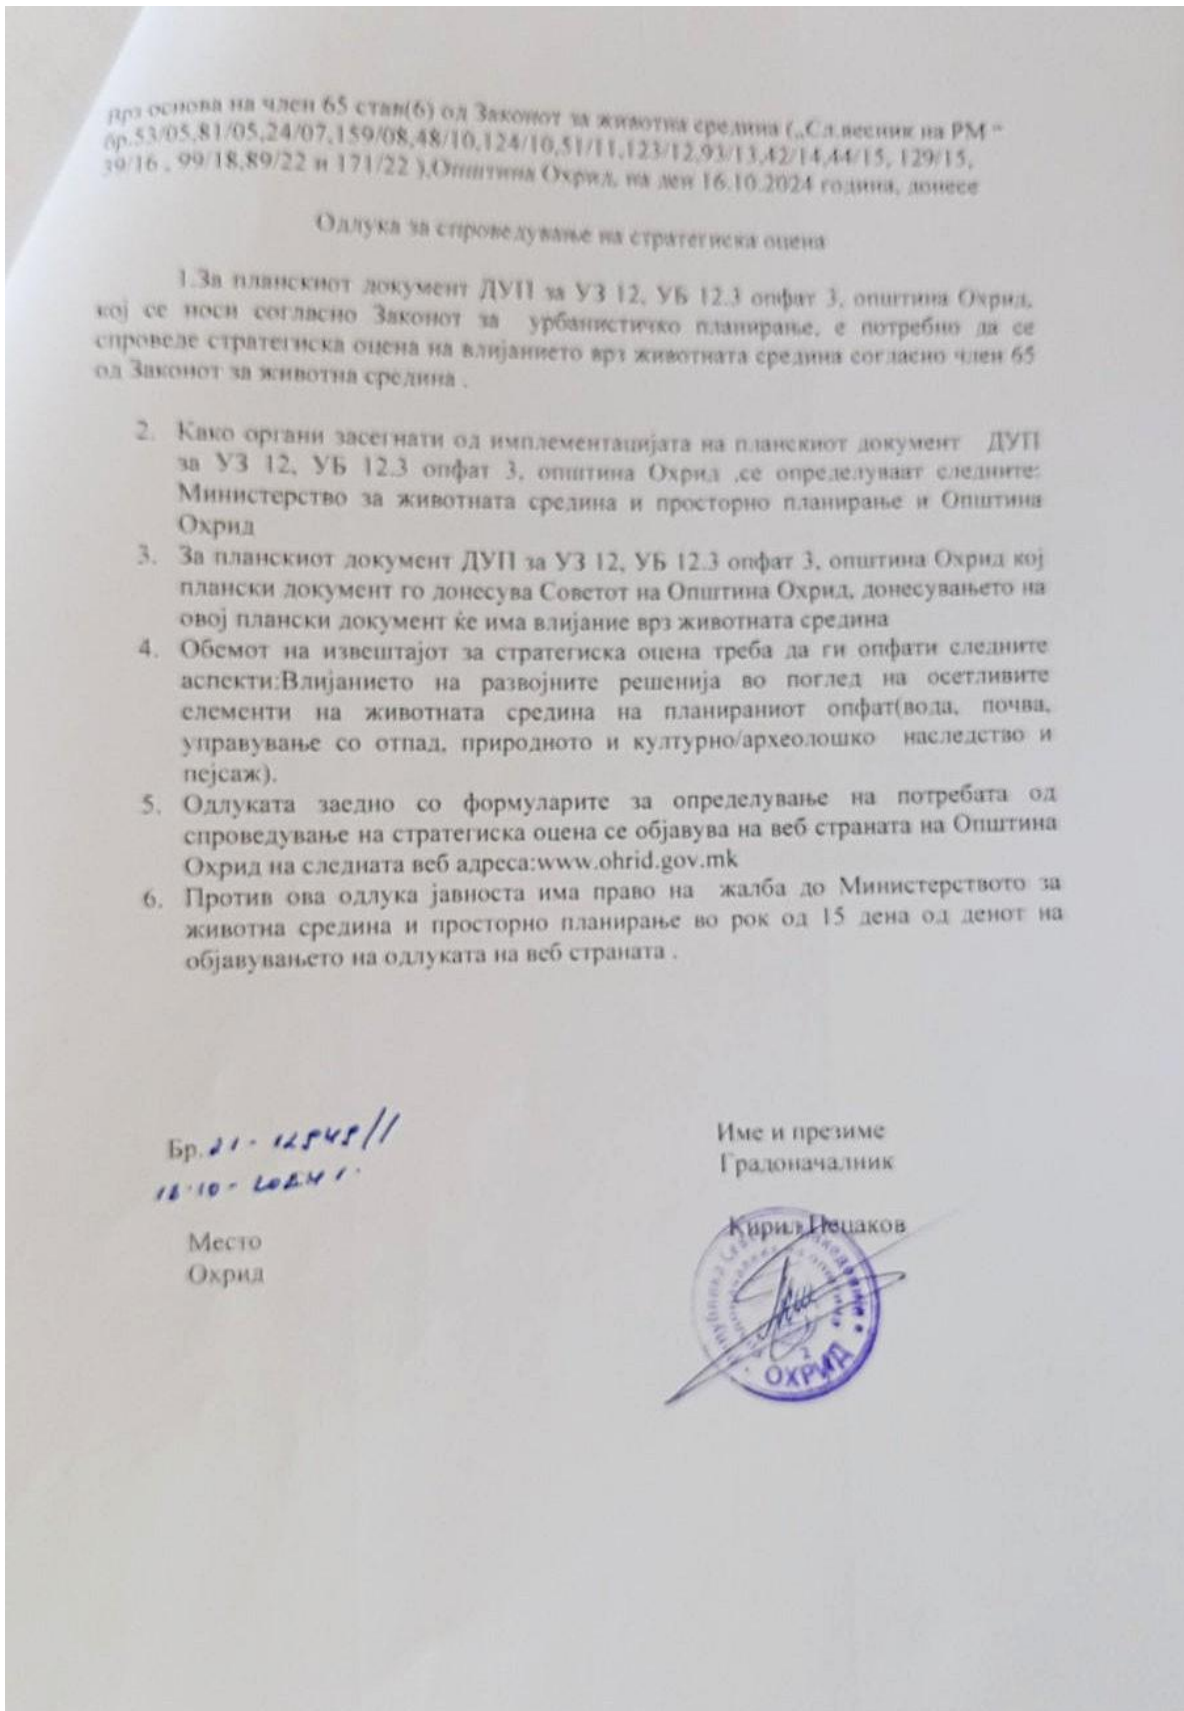 Врз основа на член 65 став(6) од Законот за животна средина („Сл.весник на РМ “
бр.53/05,81/05,24/07,159/08,48/10,124/10,51/11,123/12,93/13,42/14,44/15, 129/15,
39/16 , 99/18,89/22 и 171/22 ),Општина Охрид, на ден 16.10.2024 година, донесе
Одлука за спроведување на стратегиска оцена
1.За планскиот документ ДУП за УЗ 12, УБ 12.3 опфат 3, општина Охрид,
кој се носи согласно Законот за урбанистичко планирање, е потребно да се
спроведе стратегиска оцена на влијанието врз животната средина согласно член 65
од Законот за животна средина .
2. Како органи засегнати од имплементацијата на планскиот документ ДУП
за УЗ 12, УБ 12.3 опфат 3, општина Охрид ,се определуваат следните:
Министерство за животната средина и просторно планирање и Општина
Охрид
3. За планскиот документ ДУП за УЗ 12, УБ 12.3 опфат 3, општина Охрид кој
плански документ го донесува Советот на Општина Охрид, донесувањето на
овој плански документ ќе има влијание врз животната средина
4. Обемот на извештајот за стратегиска оцена треба да ги опфати следните
аспекти:Влијанието на развојните решенија во поглед на осетливите
елементи на животната средина на планираниот опфат(вода, почва,
управување со отпад, природното и културно/археолошко наследство и
пејсаж).
5. Одлуката заедно со формуларите за определување на потребата од
спроведување на стратегиска оцена се објавува на веб страната на Општина
Охрид на следната веб адреса:www.ohrid.gov.mk
6. Против ова одлука јавноста има право на жалба до Министерството за
животна средина и просторно планирање во рок од 15 дена од денот на
објавувањето на одлуката на веб страната .
Бр.
Име и презиме
Градоначалник
Кирил Пецаков
Место
Охрид
ОХРИД